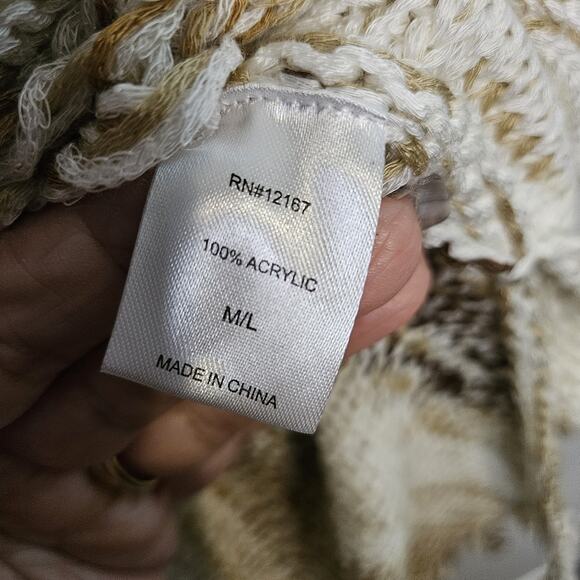 RN#12167
100% ACRYLIC
M/L
MADE IN CHINA